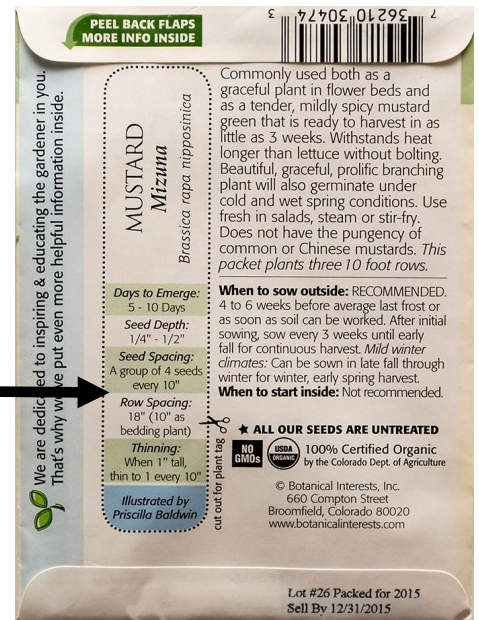 PEEL BACK FLAPS
MORE INFO INSIDE
7 36210 30474 3
We are dedicated to inspiring & educating the gardener in you.
That's why we've put even more helpful information inside.
MUSTARD
Mizuna
Brassica rapa nipposinica
Days to Emerge:
5 - 10 Days
Seed Depth:
1/4" - 1/2"
Seed Spacing:
A group of 4 seeds
every 10"
Row Spacing:
18" (10" as
bedding plant)
Thinning:
When 1" tall,
thin to 1 every 10"
Illustrated by
Priscilla Baldwin
cut out for plant tag
Commonly used both as a
graceful plant in flower beds and
as a tender, mildly spicy mustard
green that is ready to harvest in as
little as 3 weeks. Withstands heat
longer than lettuce without bolting.
Beautiful, graceful, prolific branching
plant will also germinate under
cold and wet spring conditions. Use
fresh in salads, steam or stir-fry.
Does not have the pungency of
common or Chinese mustards. This
packet plants three 10 foot rows.
When to sow outside: RECOMMENDED.
4 to 6 weeks before average last frost or
as soon as soil can be worked. After initial
sowing, sow every 3 weeks until early
fall for continuous harvest. Mild winter
climates: Can be sown in late fall through
winter for winter, early spring harvest.
When to start inside: Not recommended.
★ ALL OUR SEEDS ARE UNTREATED
NO
GMOs
USDA
ORGANIC
100% Certified Organic
by the Colorado Dept. of Agriculture
© Botanical Interests, Inc.
660 Compton Street
Broomfield, Colorado 80020
www.botanicalinterests.com
Lot #26 Packed for 2015
Sell By 12/31/2015